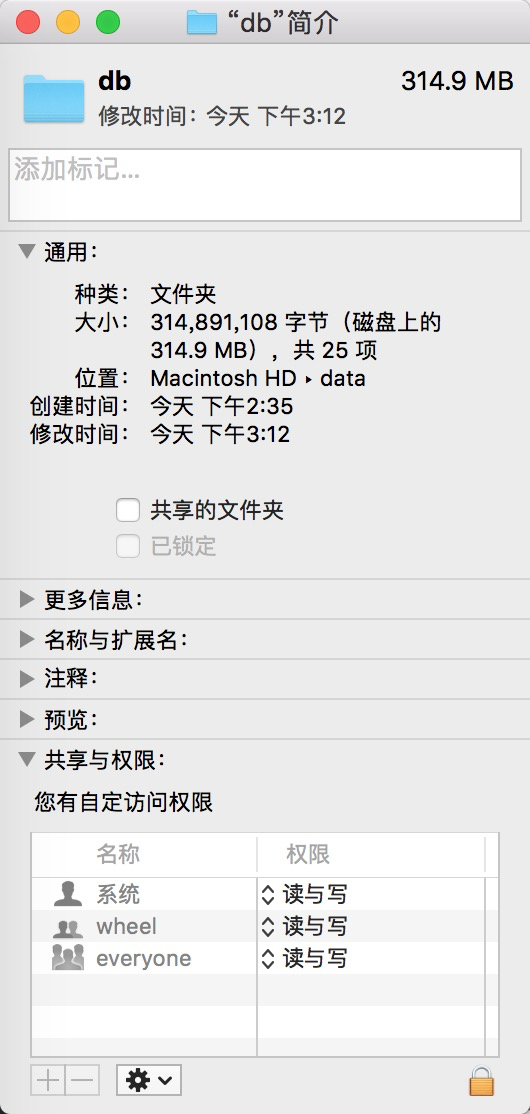 “db”简介
db 314.9 MB
修改时间：今天 下午3:12
添加标记...
通用：
种类： 文件夹
大小： 314,891,108 字节（磁盘上的
314.9 MB），共 25 项
位置： Macintosh HD ‣ data
创建时间： 今天 下午2:35
修改时间： 今天 下午3:12
共享的文件夹
已锁定
更多信息：
名称与扩展名：
注释：
预览：
共享与权限：
您有自定访问权限
名称 权限
系统 读与写
wheel 读与写
everyone 读与写